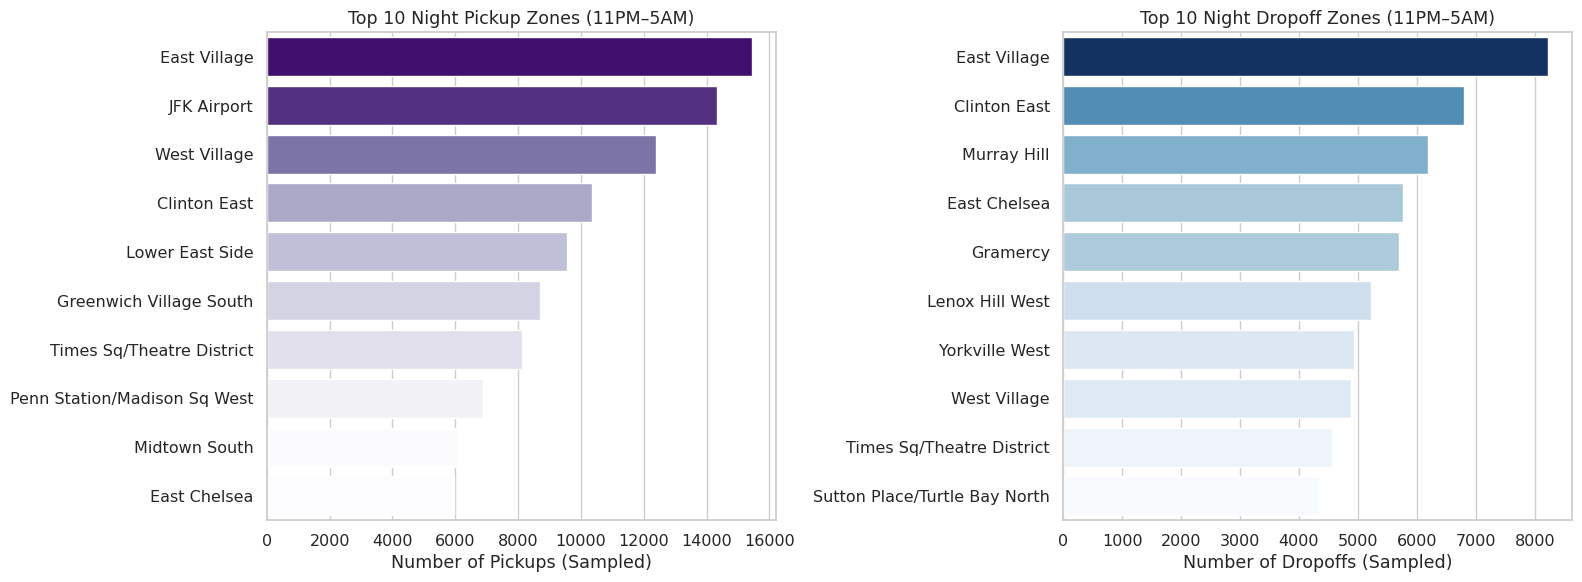 Top 10 Night Pickup Zones (11PM–5AM)
East Village
JFK Airport
West Village
Clinton East
Lower East Side
Greenwich Village South
Times Sq/Theatre District
Penn Station/Madison Sq West
Midtown South
East Chelsea
0 2000 4000 6000 8000 10000 12000 14000 16000
Number of Pickups (Sampled)
Top 10 Night Dropoff Zones (11PM–5AM)
East Village
Clinton East
Murray Hill
East Chelsea
Gramercy
Lenox Hill West
Yorkville West
West Village
Times Sq/Theatre District
Sutton Place/Turtle Bay North
0 1000 2000 3000 4000 5000 6000 7000 8000
Number of Dropoffs (Sampled)